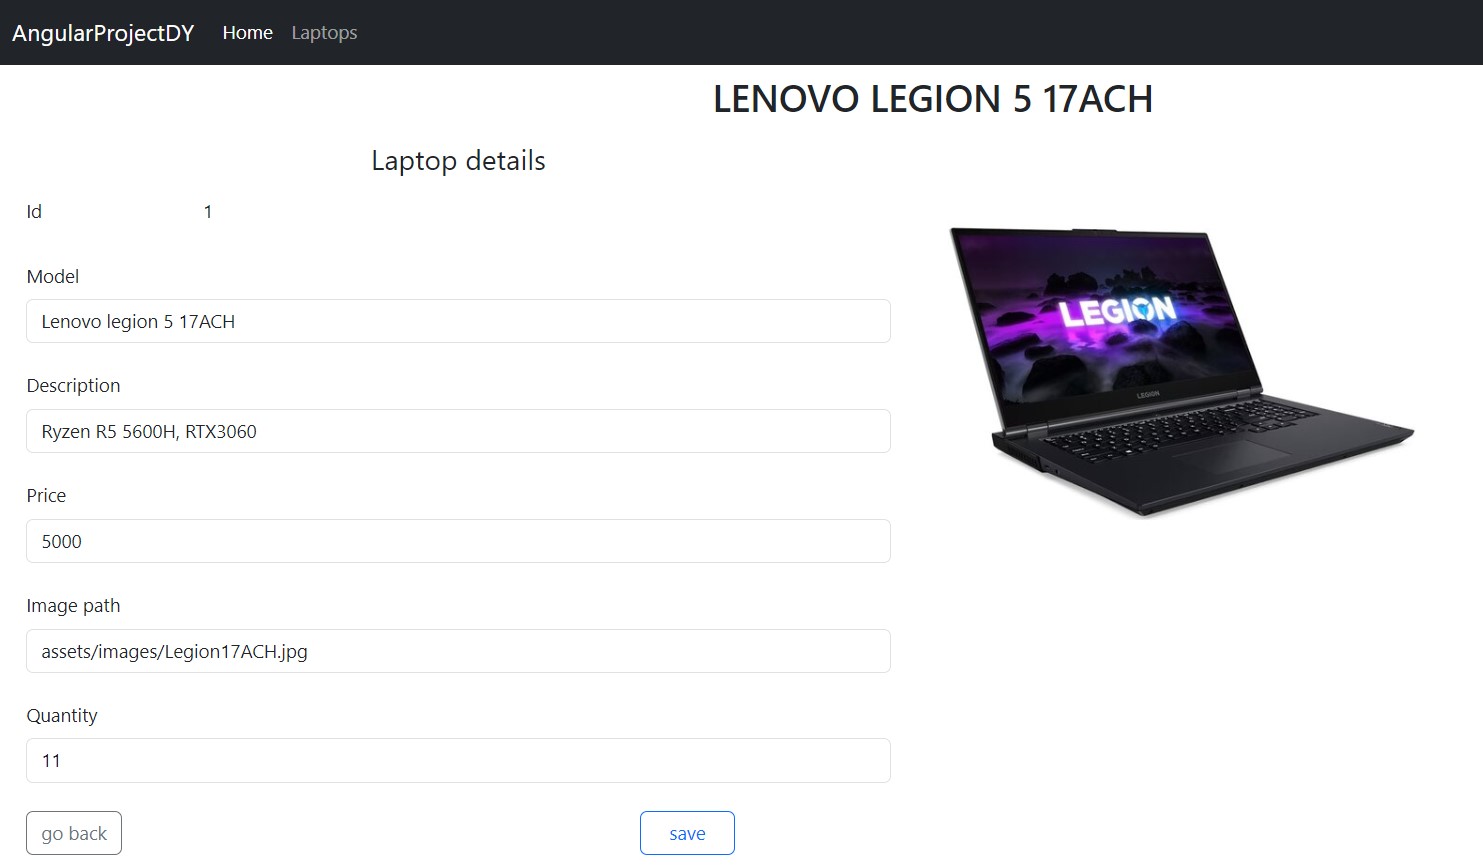 AngularProjectDY Home Laptops
LENOVO LEGION 5 17ACH
Laptop details
Id 1
Model
Lenovo legion 5 17ACH
Description
Ryzen R5 5600H, RTX3060
Price
5000
Image path
assets/images/Legion17ACH.jpg
Quantity
11
go back save
LEGION
LEGION